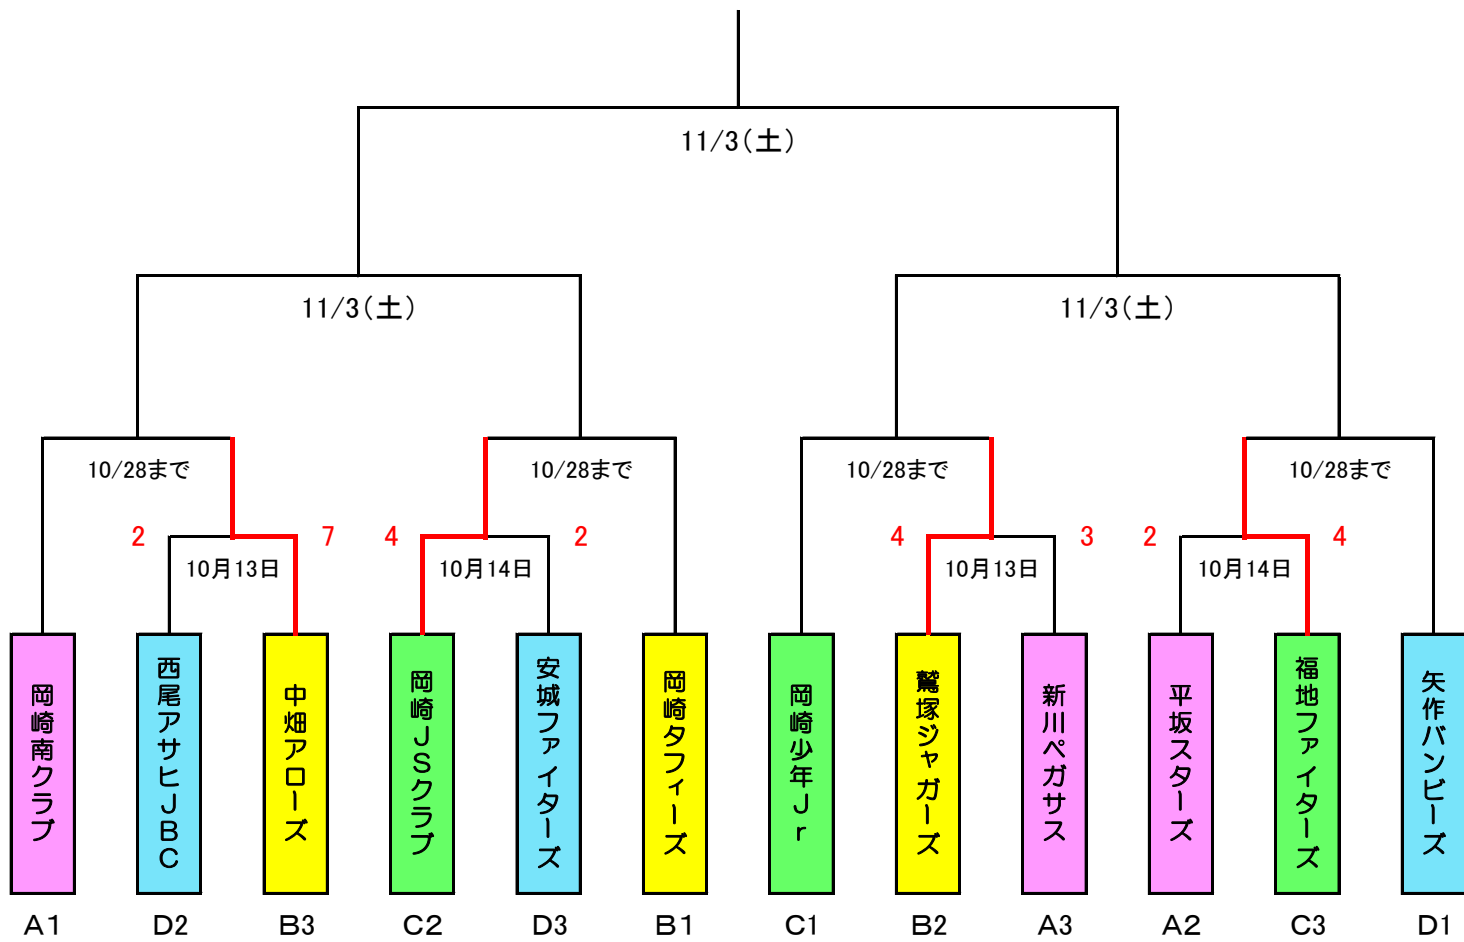 11/3(土)
11/3(土)
11/3(土)
10/28まで
10/28まで
10/28まで
10/28まで
2
7
4
2
4
3
2
4
10月13日
10月14日
10月13日
10月14日
岡崎南クラブ
西尾アサヒJBC
中畑アローズ
岡崎JSクラブ
安城ファイターズ
岡崎タフィーズ
岡崎少年Jr
鷲塚ジャガーズ
新川ペガサス
平坂スターズ
福地ファイターズ
矢作バンビーズ
A1
D2
B3
C2
D3
B1
C1
B2
A3
A2
C3
D1